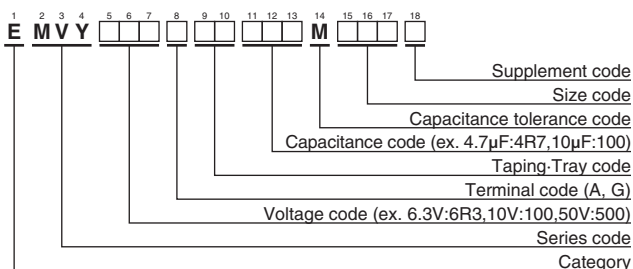 1 2 3 4 5 6 7 8 9 10 11 12 13 14 15 16 17 18
E MVY M
Supplement code
Size code
Capacitance tolerance code
Capacitance code (ex. 4.7μF:4R7,10μF:100)
Taping·Tray code
Terminal code (A, G)
Voltage code (ex. 6.3V:6R3,10V:100,50V:500)
Series code
Category